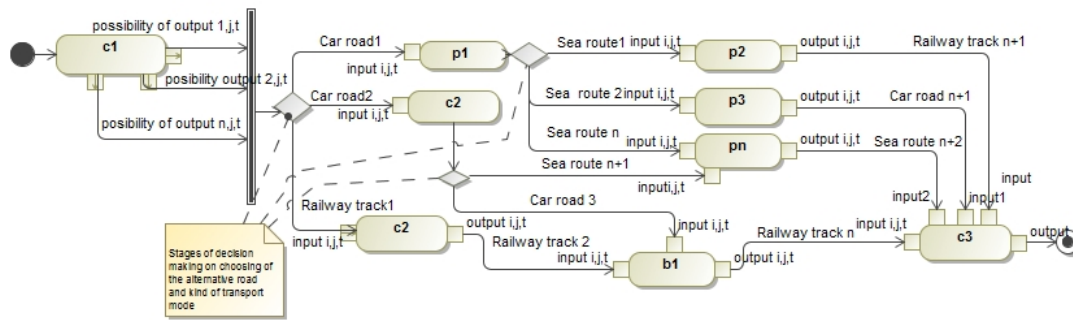 possibility of output 1,j,t
c1
posibility output 2,j,t
posibility of output n,j,t
Car road1
input i,j,t
p1
Sea route1
input i,j,t
p2
output i,j,t
Railway track n+1
Car road2
input i,j,t
c2
Sea route 2
input i,j,t
p3
output i,j,t
Car road n+1
Sea route n
input i,j,t
pn
output i,j,t
Sea route n+2
Sea route n+1
inputi,j,t
input
input2
input1
Railway track1
input i,j,t
c2
output i,j,t
Car road 3
input i,j,t
Railway track 2
input i,j,t
b1
output i,j,t
Railway track n
input i,j,t
c3
output
Stages of decision
making on choosing of
the alternative road
and kind of transport
mode